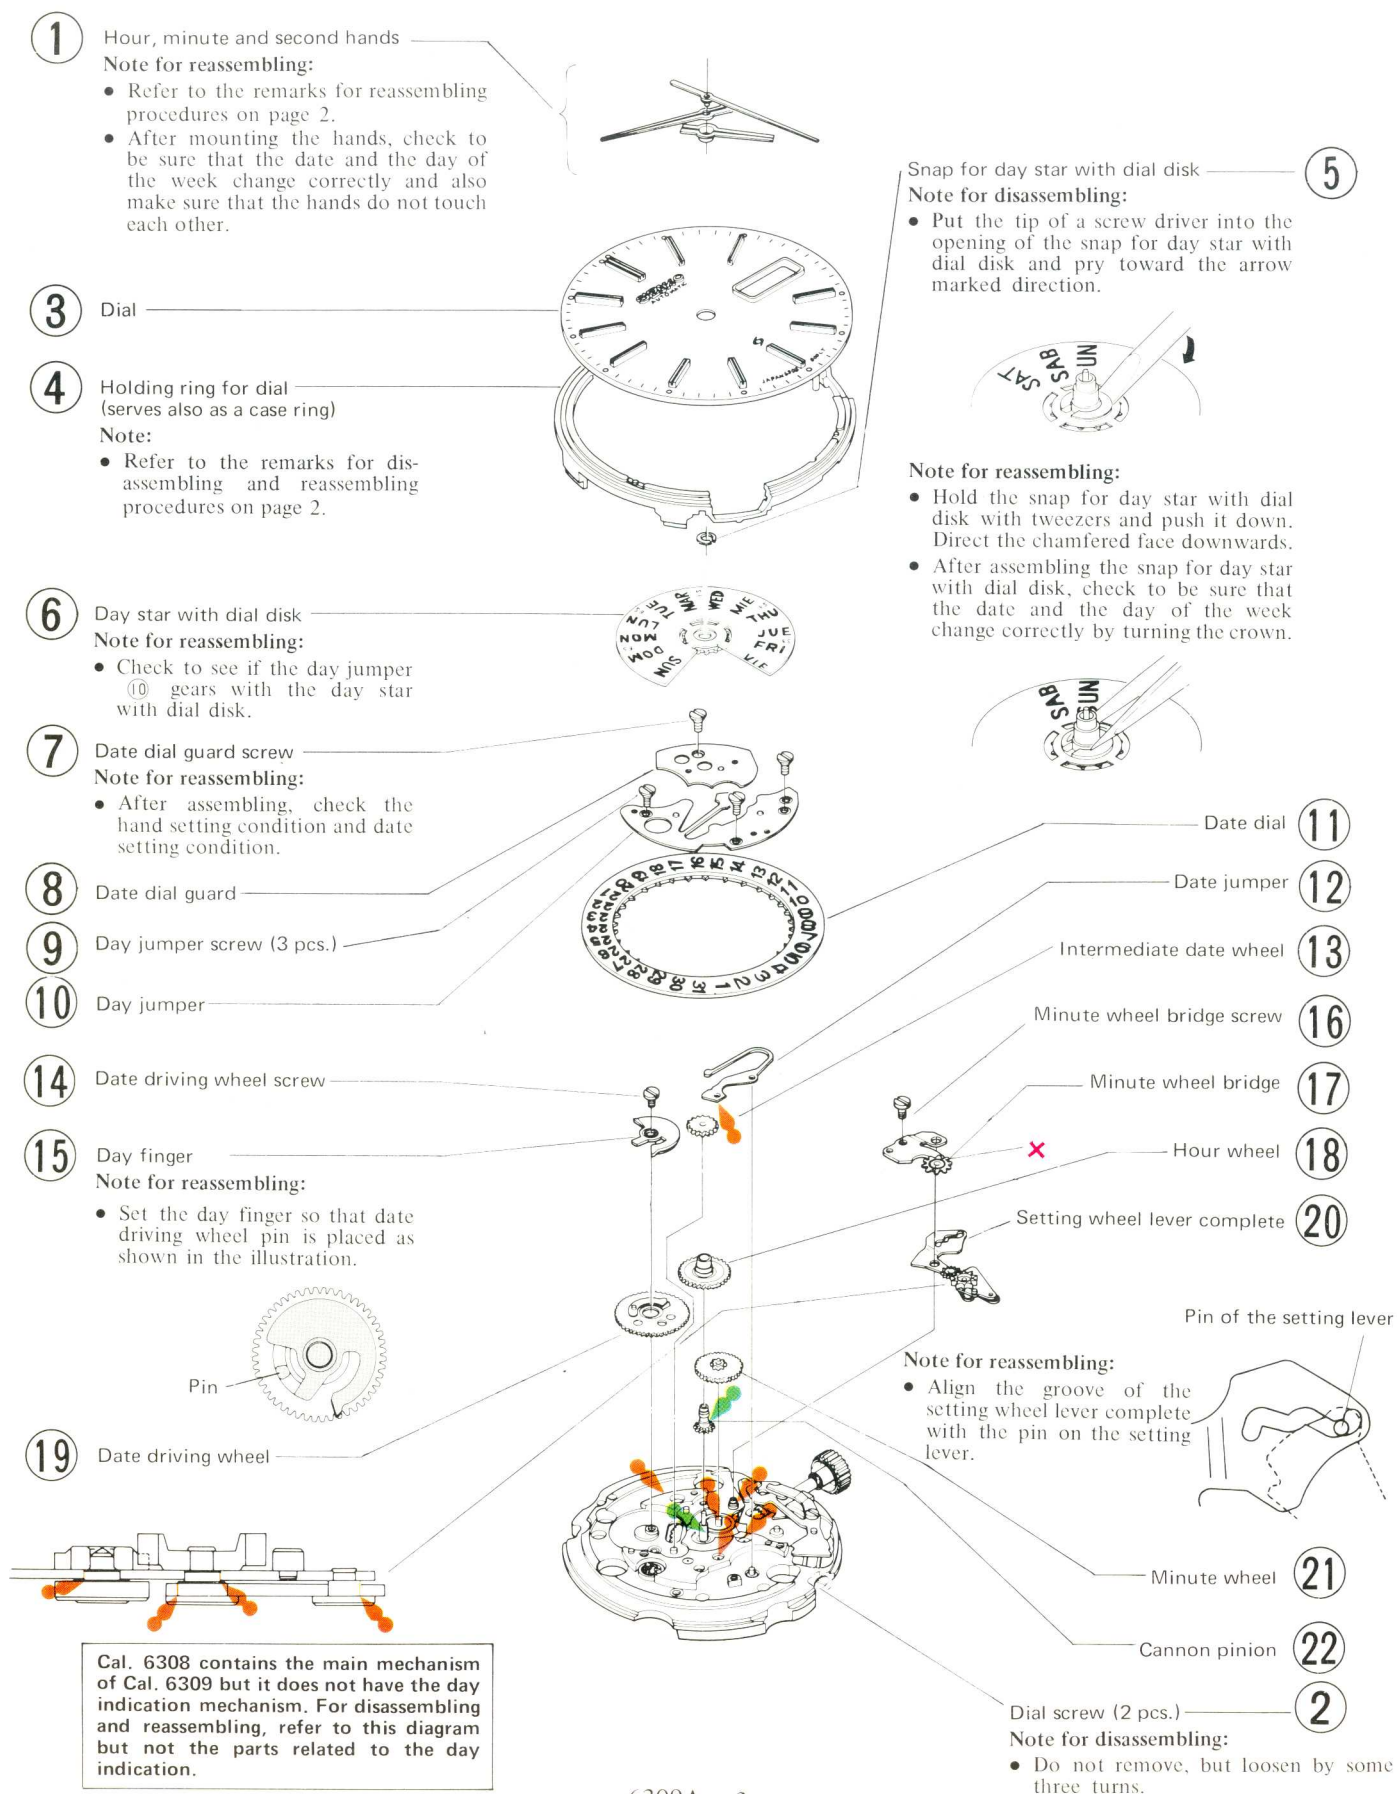 1 Hour, minute and second hands
Note for reassembling:
● Refer to the remarks for reassembling
procedures on page 2.
● After mounting the hands, check to
be sure that the date and the day of
the week change correctly and also
make sure that the hands do not touch
each other.
3 Dial
4 Holding ring for dial
(serves also as a case ring)
Note:
● Refer to the remarks for dis-
assembling and reassembling
procedures on page 2.
6 Day star with dial disk
Note for reassembling:
● Check to see if the day jumper
⑩ gears with the day star
with dial disk.
7 Date dial guard screw
Note for reassembling:
● After assembling, check the
hand setting condition and date
setting condition.
8 Date dial guard
9 Day jumper screw (3 pcs.)
10 Day jumper
14 Date driving wheel screw
15 Day finger
Note for reassembling:
● Set the day finger so that date
driving wheel pin is placed as
shown in the illustration.
Pin
19 Date driving wheel
Cal. 6308 contains the main mechanism
of Cal. 6309 but it does not have the day
indication mechanism. For disassembling
and reassembling, refer to this diagram
but not the parts related to the day
indication.
SEIKO
AUTOMATIC
SUN
DOM
MON
LUN
TUE
MAR
WED
MIE
THU
JUE
FRI
VIE
Snap for day star with dial disk 5
Note for disassembling:
● Put the tip of a screw driver into the
opening of the snap for day star with
dial disk and pry toward the arrow
marked direction.
SAT
SAB
SUN
Note for reassembling:
● Hold the snap for day star with dial
disk with tweezers and push it down.
Direct the chamfered face downwards.
● After assembling the snap for day star
with dial disk, check to be sure that
the date and the day of the week
change correctly by turning the crown.
SAB
SUN
Date dial 11
Date jumper 12
Intermediate date wheel 13
Minute wheel bridge screw 16
Minute wheel bridge 17
Hour wheel 18
Setting wheel lever complete 20
Pin of the setting lever
Note for reassembling:
● Align the groove of the
setting wheel lever complete
with the pin on the setting
lever.
Minute wheel 21
Cannon pinion 22
Dial screw (2 pcs.) 2
Note for disassembling:
● Do not remove, but loosen by some
three turns.